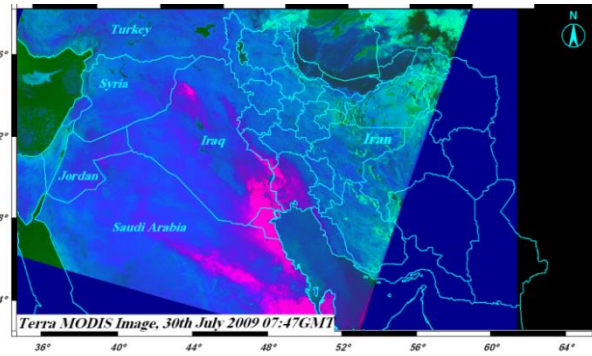 N
Turkey
Syria
Iraq
Iran
Jordan
Saudi Arabia
Terra MODIS Image, 30th July 2009 07:47GMT
36° 40° 44° 48° 52° 56° 60° 64°